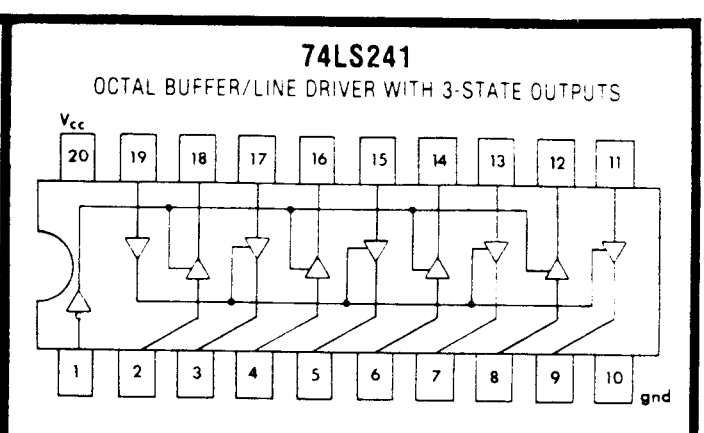 74LS241
OCTAL BUFFER/LINE DRIVER WITH 3-STATE OUTPUTS
Vcc
20 19 18 17 16 15 14 13 12 11
1 2 3 4 5 6 7 8 9 10
gnd